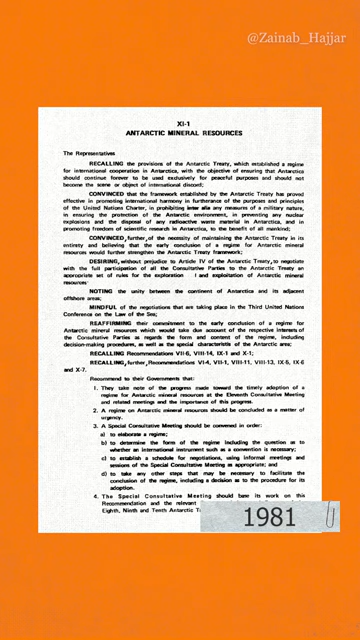 @Zainab_Hajjar
XI-1
ANTARCTIC MINERAL RESOURCES
The Representatives
RECALLING the provisions of the Antarctic Treaty, which established a regime
for international cooperation in Antarctica, with the objective of ensuring that Antarctica
should continue forever to be used exclusively for peaceful purposes and should not
become the scene or object of international discord;
CONVINCED that the framework established by the Antarctic Treaty has proved
effective in promoting international harmony in furtherance of the purposes and principles
of the United Nations Charter, in prohibiting inter alia any measures of a military nature,
in ensuring the protection of the Antarctic environment, in preventing any nuclear
explosions and the disposal of any radioactive waste material in Antarctica, and in
promoting freedom of scientific research in Antarctica, to the benefit of all mankind;
CONVINCED, further, of the necessity of maintaining the Antarctic Treaty in its
entirety and believing that the early conclusion of a regime for Antarctic mineral
resources would further strengthen the Antarctic Treaty framework;
DESIRING, without prejudice to Article IV of the Antarctic Treaty, to negotiate
with the full participation of all the Consultative Parties to the Antarctic Treaty an
appropriate set of rules for the exploration and exploitation of Antarctic mineral
resources;
NOTING the unity between the continent of Antarctica and its adjacent
offshore areas;
MINDFUL of the negotiations that are taking place in the Third United Nations
Conference on the Law of the Sea;
REAFFIRMING their commitment to the early conclusion of a regime for
Antarctic mineral resources which would take due account of the respective interests of
the Consultative Parties as regards the form and content of the regime, including
decision-making procedures, as well as the special characteristics of the Antarctic area;
RECALLING Recommendations VII-6, VIII-14, IX-1 and X-1;
RECALLING, further, Recommendations VI-4, VII-1, VIII-11, VIII-13, IX-5, IX-6
and X-7.
Recommend to their Governments that:
1. They take note of the progress made toward the timely adoption of a
regime for Antarctic mineral resources at the Eleventh Consultative Meeting
and related meetings and the importance of this progress.
2. A regime on Antarctic mineral resources should be concluded as a matter of
urgency.
3. A Special Consultative Meeting should be convened in order:
a) to elaborate a regime;
b) to determine the form of the regime including the question as to
whether an international instrument such as a convention is necessary;
c) to establish a schedule for negotiations, using informal meetings and
sessions of the Special Consultative Meeting as appropriate; and
d) to take any other steps that may be necessary to facilitate the
conclusion of the regime, including a decision as to the procedure for its
adoption.
4. The Special Consultative Meeting should base its work on this
Recommendation and the relevant
Eighth, Ninth and Tenth Antarctic
1981